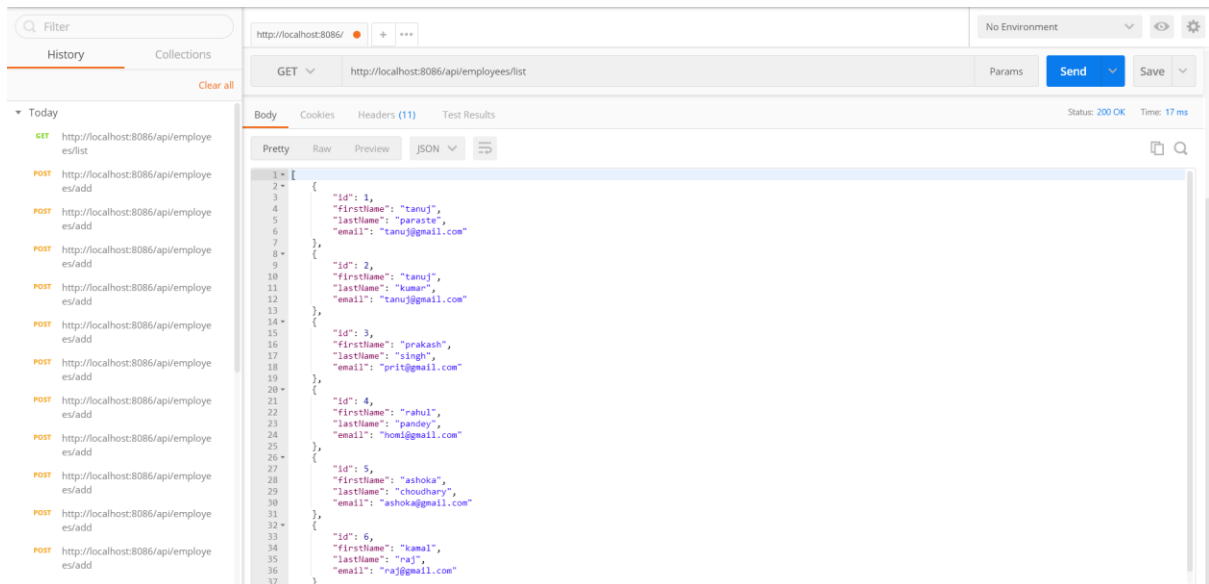 Filter
History
Collections
Clear all
Today
GET http://localhost:8086/api/employe
es/list
POST http://localhost:8086/api/employe
es/add
POST http://localhost:8086/api/employe
es/add
POST http://localhost:8086/api/employe
es/add
POST http://localhost:8086/api/employe
es/add
POST http://localhost:8086/api/employe
es/add
POST http://localhost:8086/api/employe
es/add
POST http://localhost:8086/api/employe
es/add
POST http://localhost:8086/api/employe
es/add
POST http://localhost:8086/api/employe
es/add
POST http://localhost:8086/api/employe
es/add
POST http://localhost:8086/api/employe
es/add
http://localhost:8086/
+ •••
No Environment
GET http://localhost:8086/api/employees/list Params Send Save
Body Cookies Headers (11) Test Results Status: 200 OK Time: 17 ms
Pretty Raw Preview JSON
1 [
2 {
3 "id": 1,
4 "firstName": "tanuj",
5 "lastName": "paraste",
6 "email": "tanuj@gmail.com"
7 },
8 {
9 "id": 2,
10 "firstName": "tanuj",
11 "lastName": "kumar",
12 "email": "tanuj@gmail.com"
13 },
14 {
15 "id": 3,
16 "firstName": "prakash",
17 "lastName": "singh",
18 "email": "prit@gmail.com"
19 },
20 {
21 "id": 4,
22 "firstName": "rahul",
23 "lastName": "pandey",
24 "email": "homi@gmail.com"
25 },
26 {
27 "id": 5,
28 "firstName": "ashoka",
29 "lastName": "choudhary",
30 "email": "ashoka@gmail.com"
31 },
32 {
33 "id": 6,
34 "firstName": "kamal",
35 "lastName": "raj",
36 "email": "raj@gmail.com"
37 }